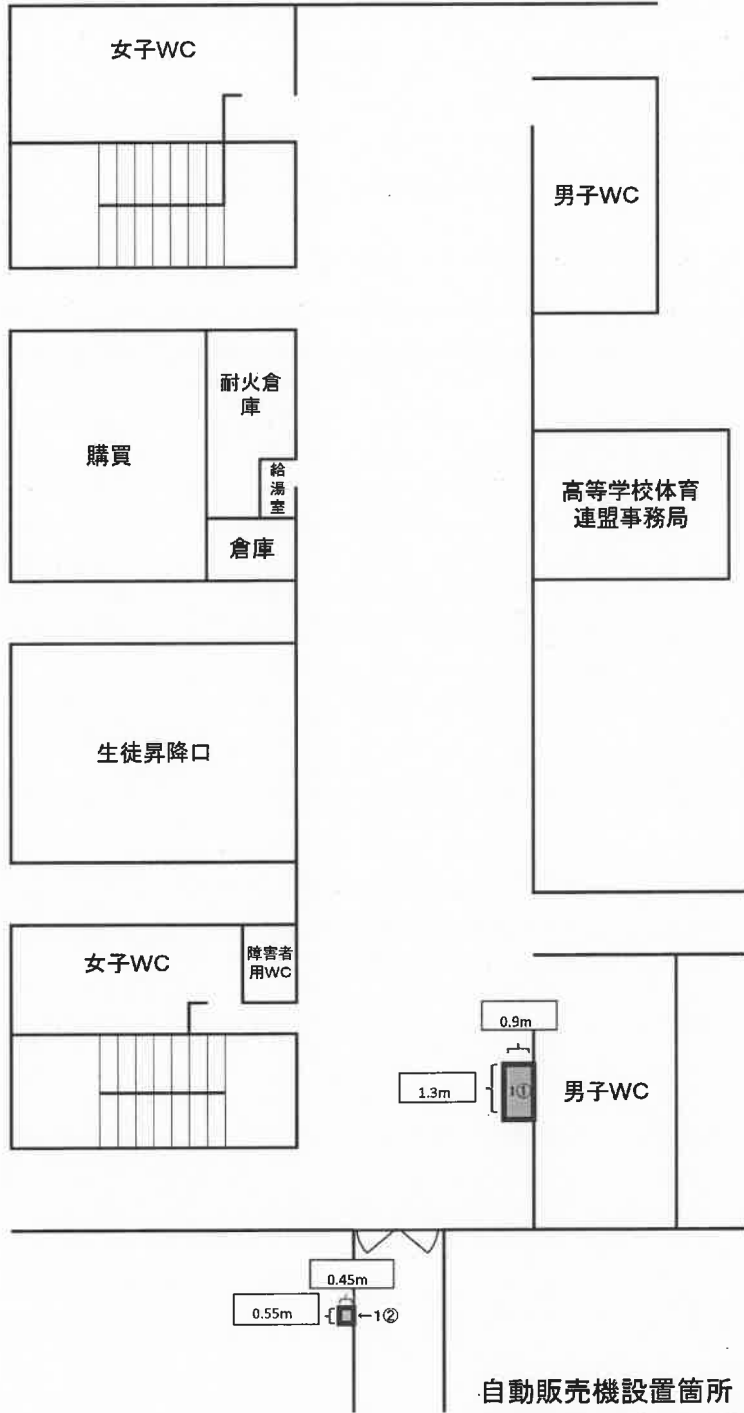 女子WC
男子WC
耐火倉
庫
購買
給
湯
室
倉庫
高等学校体育
連盟事務局
生徒昇降口
女子WC
障害者
用WC
0.9m
1.3m
1①
男子WC
0.45m
0.55m
←1②
自動販売機設置箇所